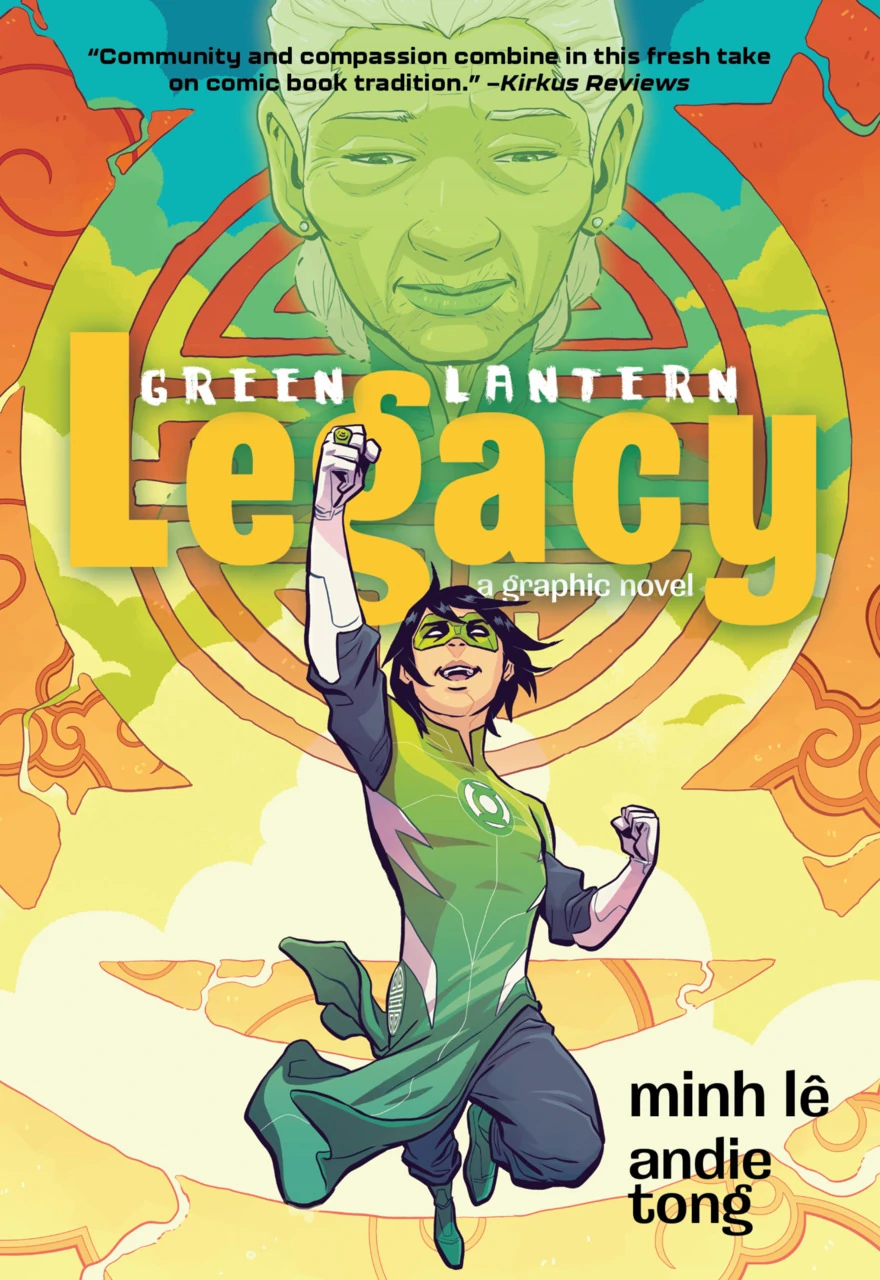 “Community and compassion combine in this fresh take
on comic book tradition.” –Kirkus Reviews
GREEN LANTERN
Legacy
a graphic novel
minh lê
andie
tong